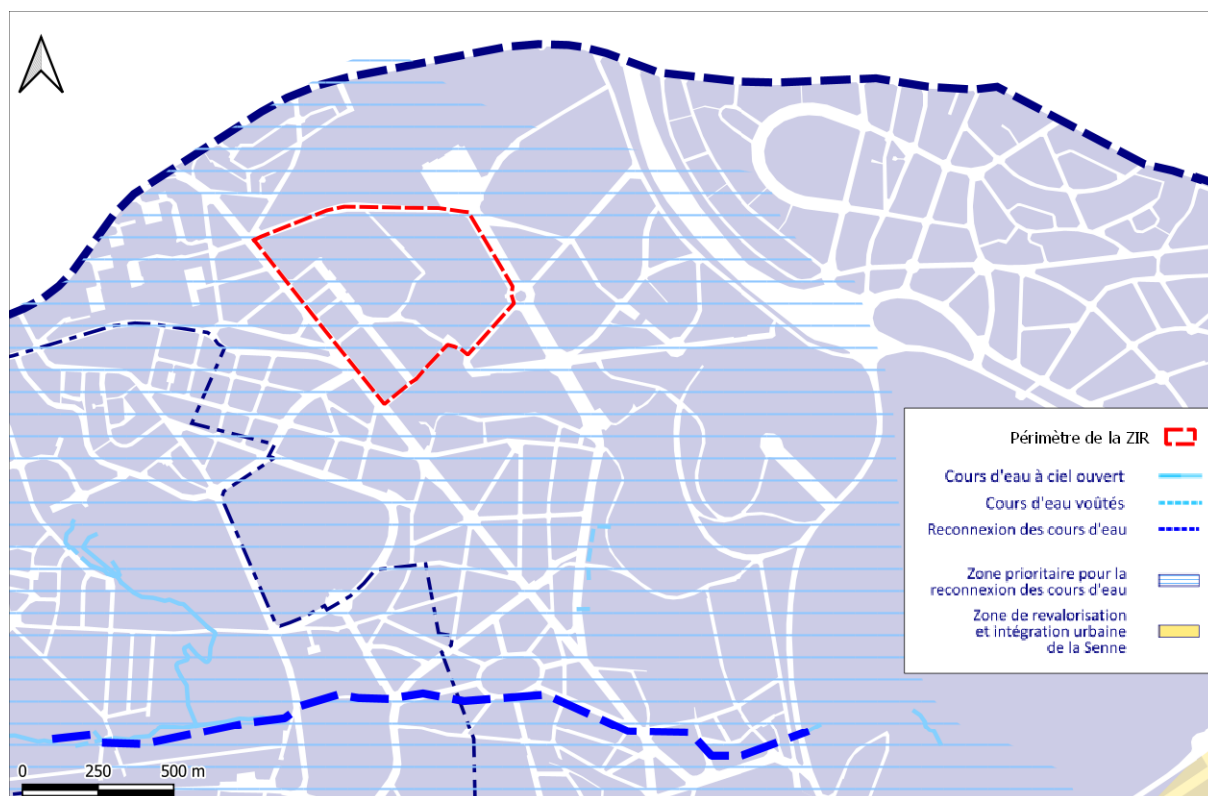 Périmètre de la ZIR
Cours d'eau à ciel ouvert
Cours d'eau voûtés
Reconnexion des cours d'eau
Zone prioritaire pour la
reconnexion des cours d'eau
Zone de revalorisation
et intégration urbaine
de la Senne
0 250 500 m